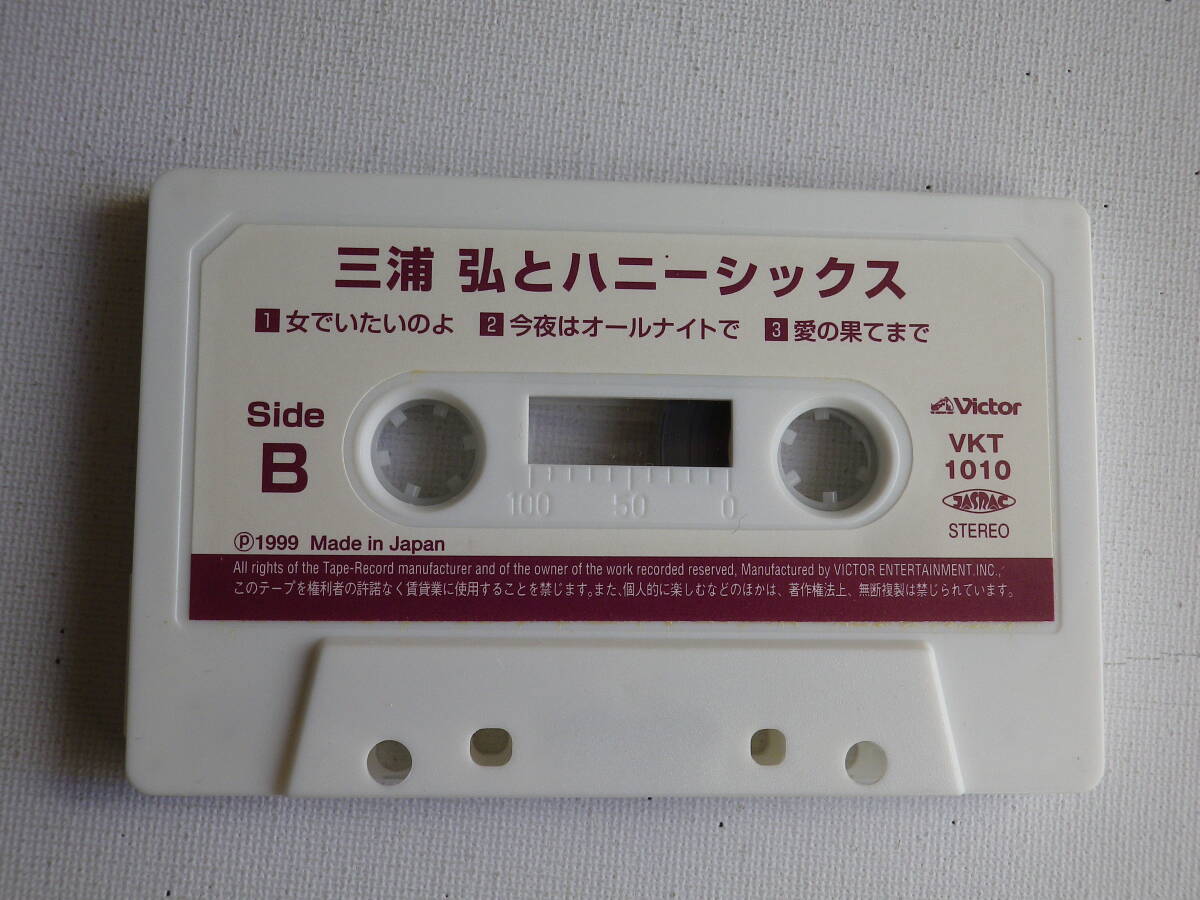 三浦 弘とハニーシックス
1 女でいたいのよ 2 今夜はオールナイトで 3 愛の果てまで
Side
B
Victor
VKT
1010
JASRAC
STEREO
100 50 0
Ⓟ1999 Made in Japan
All rights of the Tape-Record manufacturer and of the owner of the work recorded reserved, Manufactured by VICTOR ENTERTAINMENT.INC.,
このテープを権利者の許諾なく賃貸業に使用することを禁じます。また、個人的に楽しむなどのほかは、著作権法上、無断複製は禁じられています。